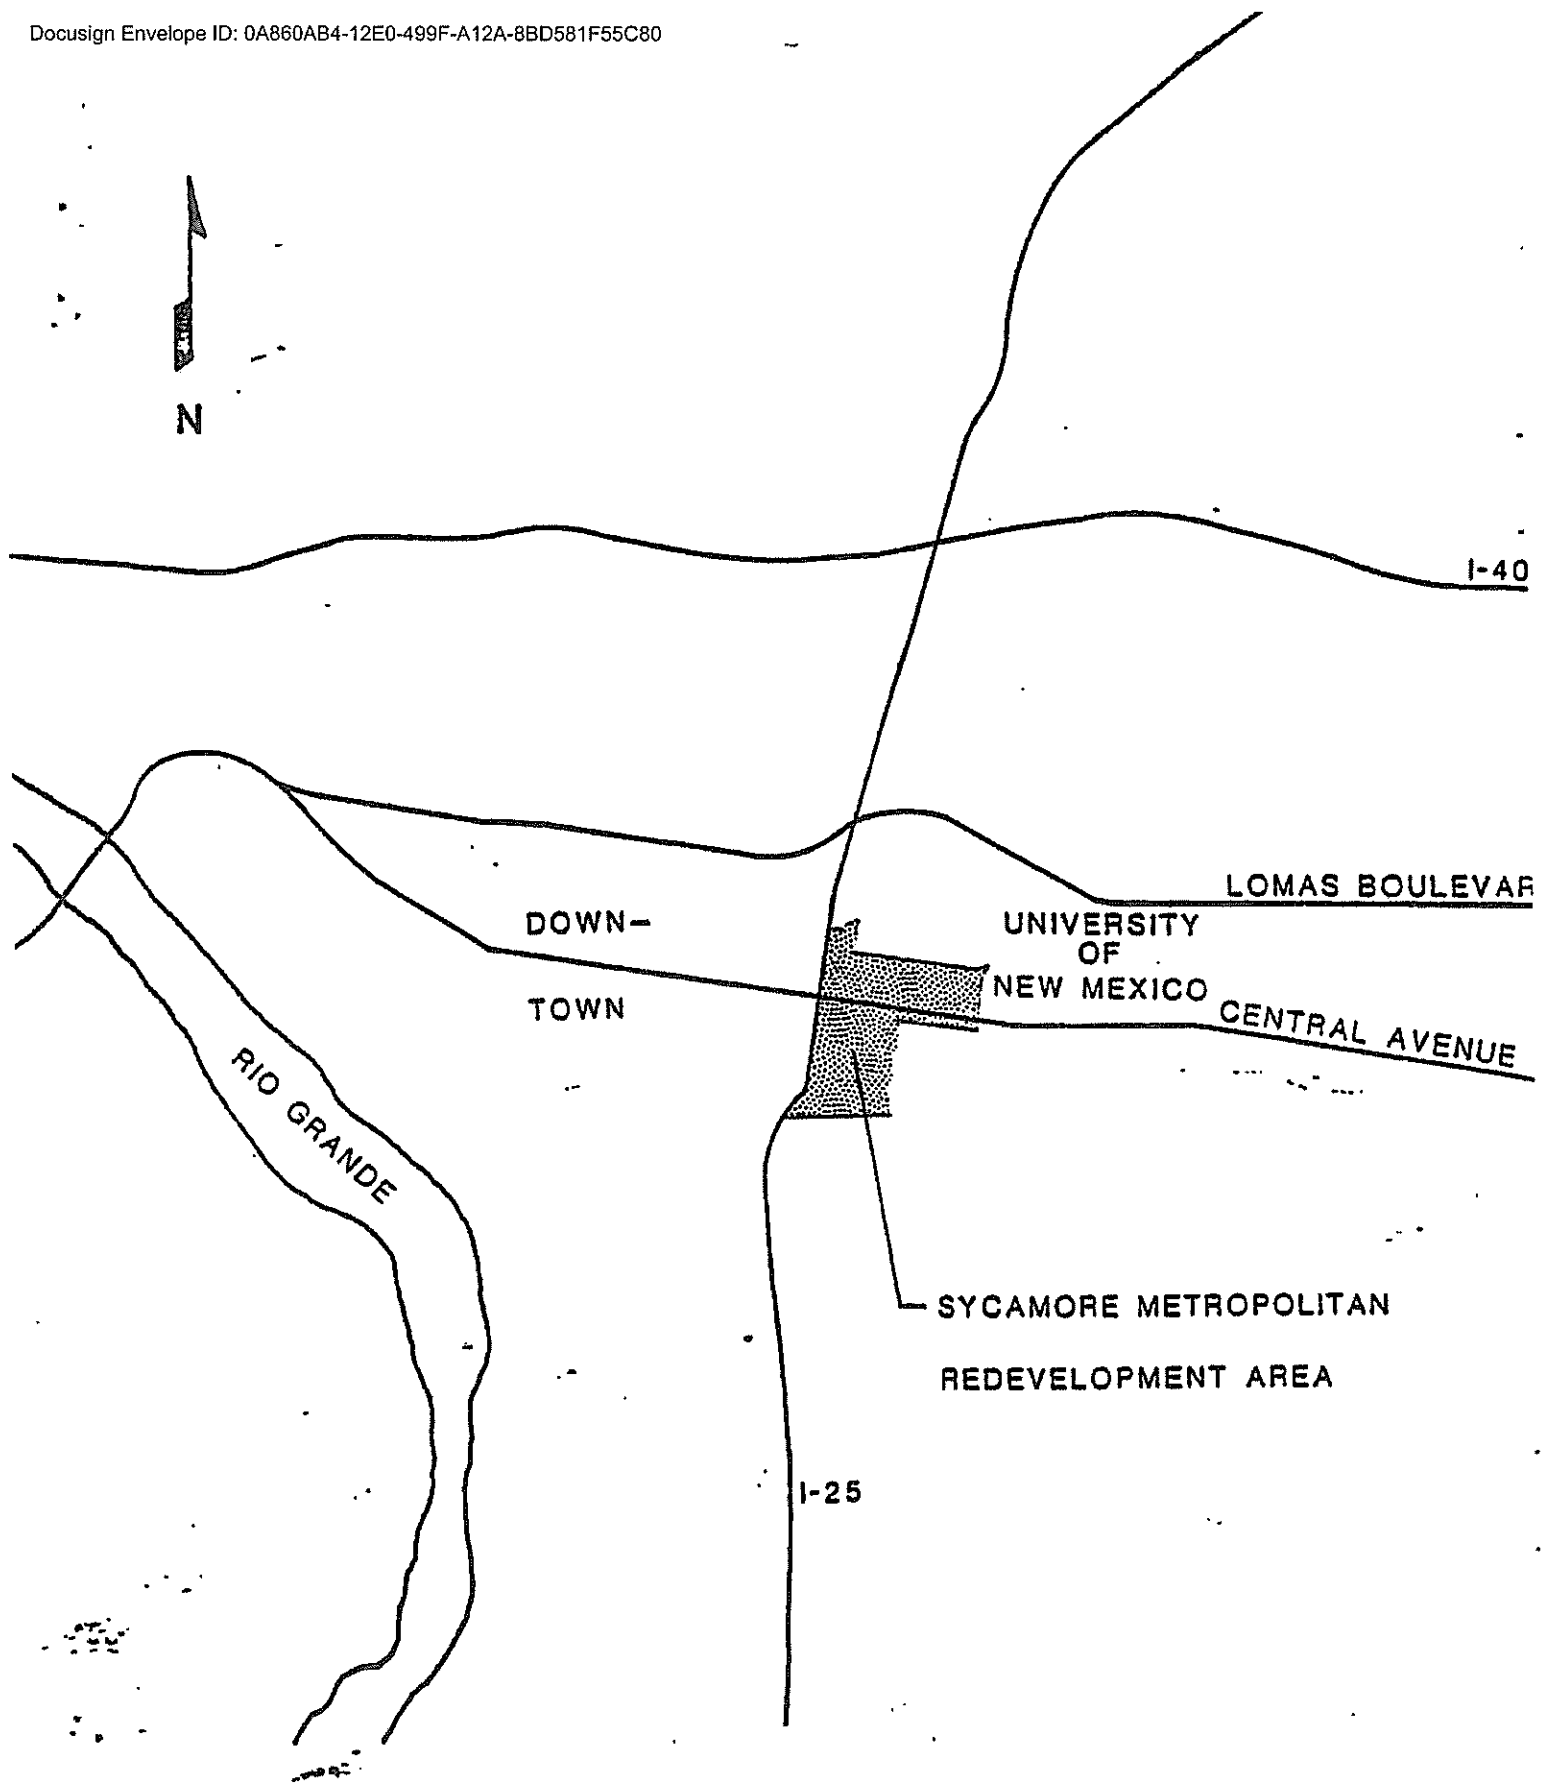 Docusign Envelope ID: 0A860AB4-12E0-499F-A12A-8BD581F55C80
N
I-40
LOMAS BOULEVAR
DOWN-
TOWN
UNIVERSITY
OF
NEW MEXICO
CENTRAL AVENUE
RIO GRANDE
SYCAMORE METROPOLITAN
REDEVELOPMENT AREA
I-25